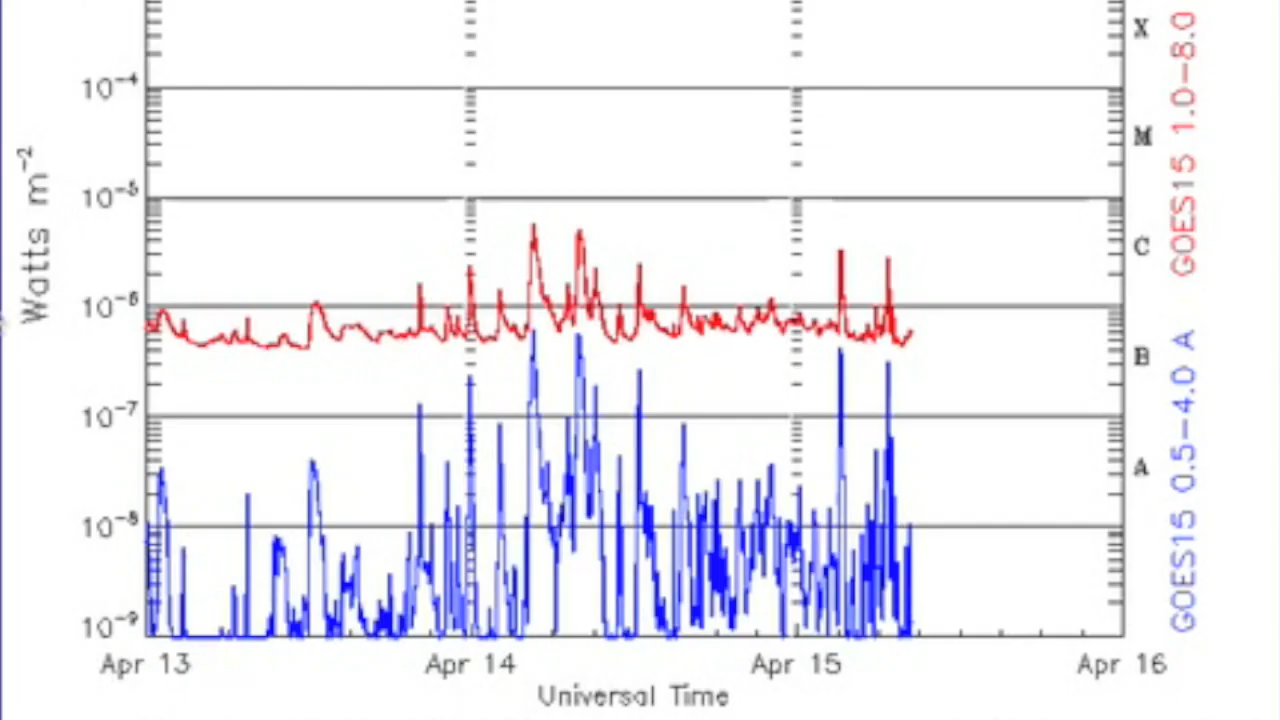 X
10⁻⁴
M
10⁻⁵
C
10⁻⁶
B
10⁻⁷
A
10⁻⁸
10⁻⁹
Watts m⁻²
GOES15 1.0-8.0
GOES15 0.5-4.0 A
Apr 13 Apr 14 Apr 15 Apr 16
Universal Time